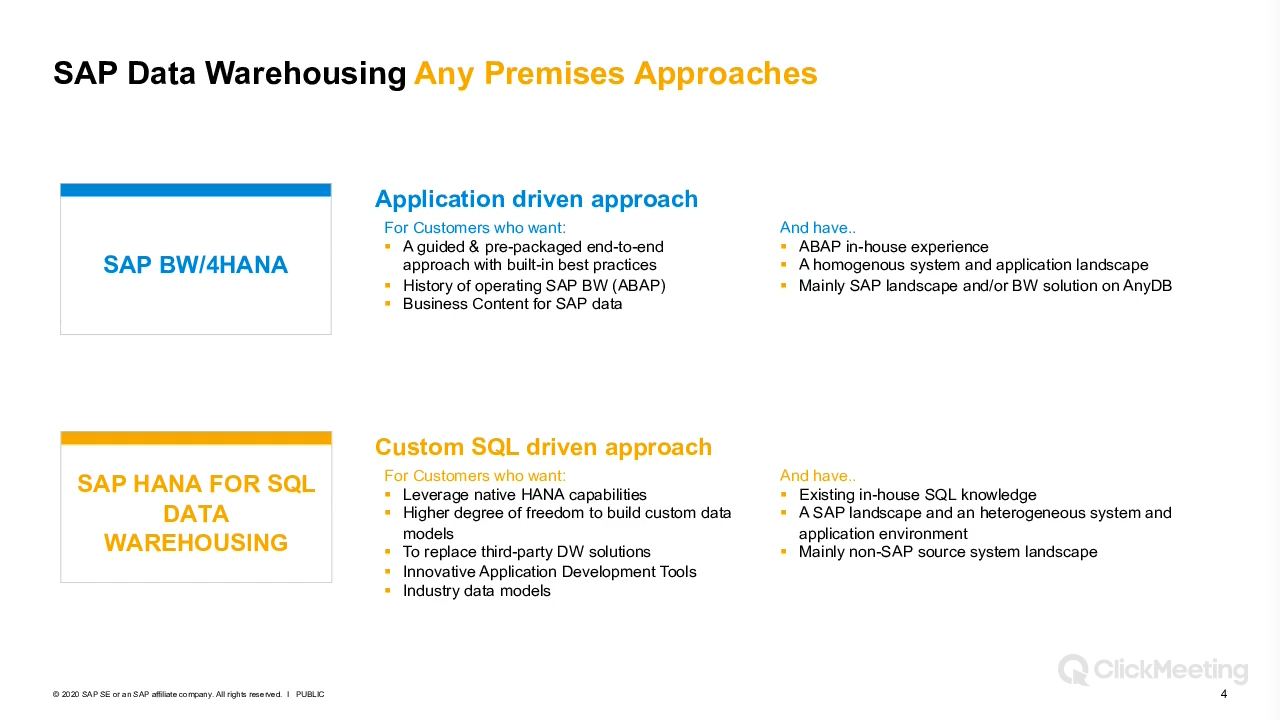 SAP Data Warehousing Any Premises Approaches
SAP BW/4HANA
Application driven approach
For Customers who want:
▪ A guided & pre-packaged end-to-end
approach with built-in best practices
▪ History of operating SAP BW (ABAP)
▪ Business Content for SAP data
And have..
▪ ABAP in-house experience
▪ A homogenous system and application landscape
▪ Mainly SAP landscape and/or BW solution on AnyDB
SAP HANA FOR SQL
DATA
WAREHOUSING
Custom SQL driven approach
For Customers who want:
▪ Leverage native HANA capabilities
▪ Higher degree of freedom to build custom data
models
▪ To replace third-party DW solutions
▪ Innovative Application Development Tools
▪ Industry data models
And have..
▪ Existing in-house SQL knowledge
▪ A SAP landscape and an heterogeneous system and
application environment
▪ Mainly non-SAP source system landscape
ClickMeeting
© 2020 SAP SE or an SAP affiliate company. All rights reserved. I PUBLIC
4